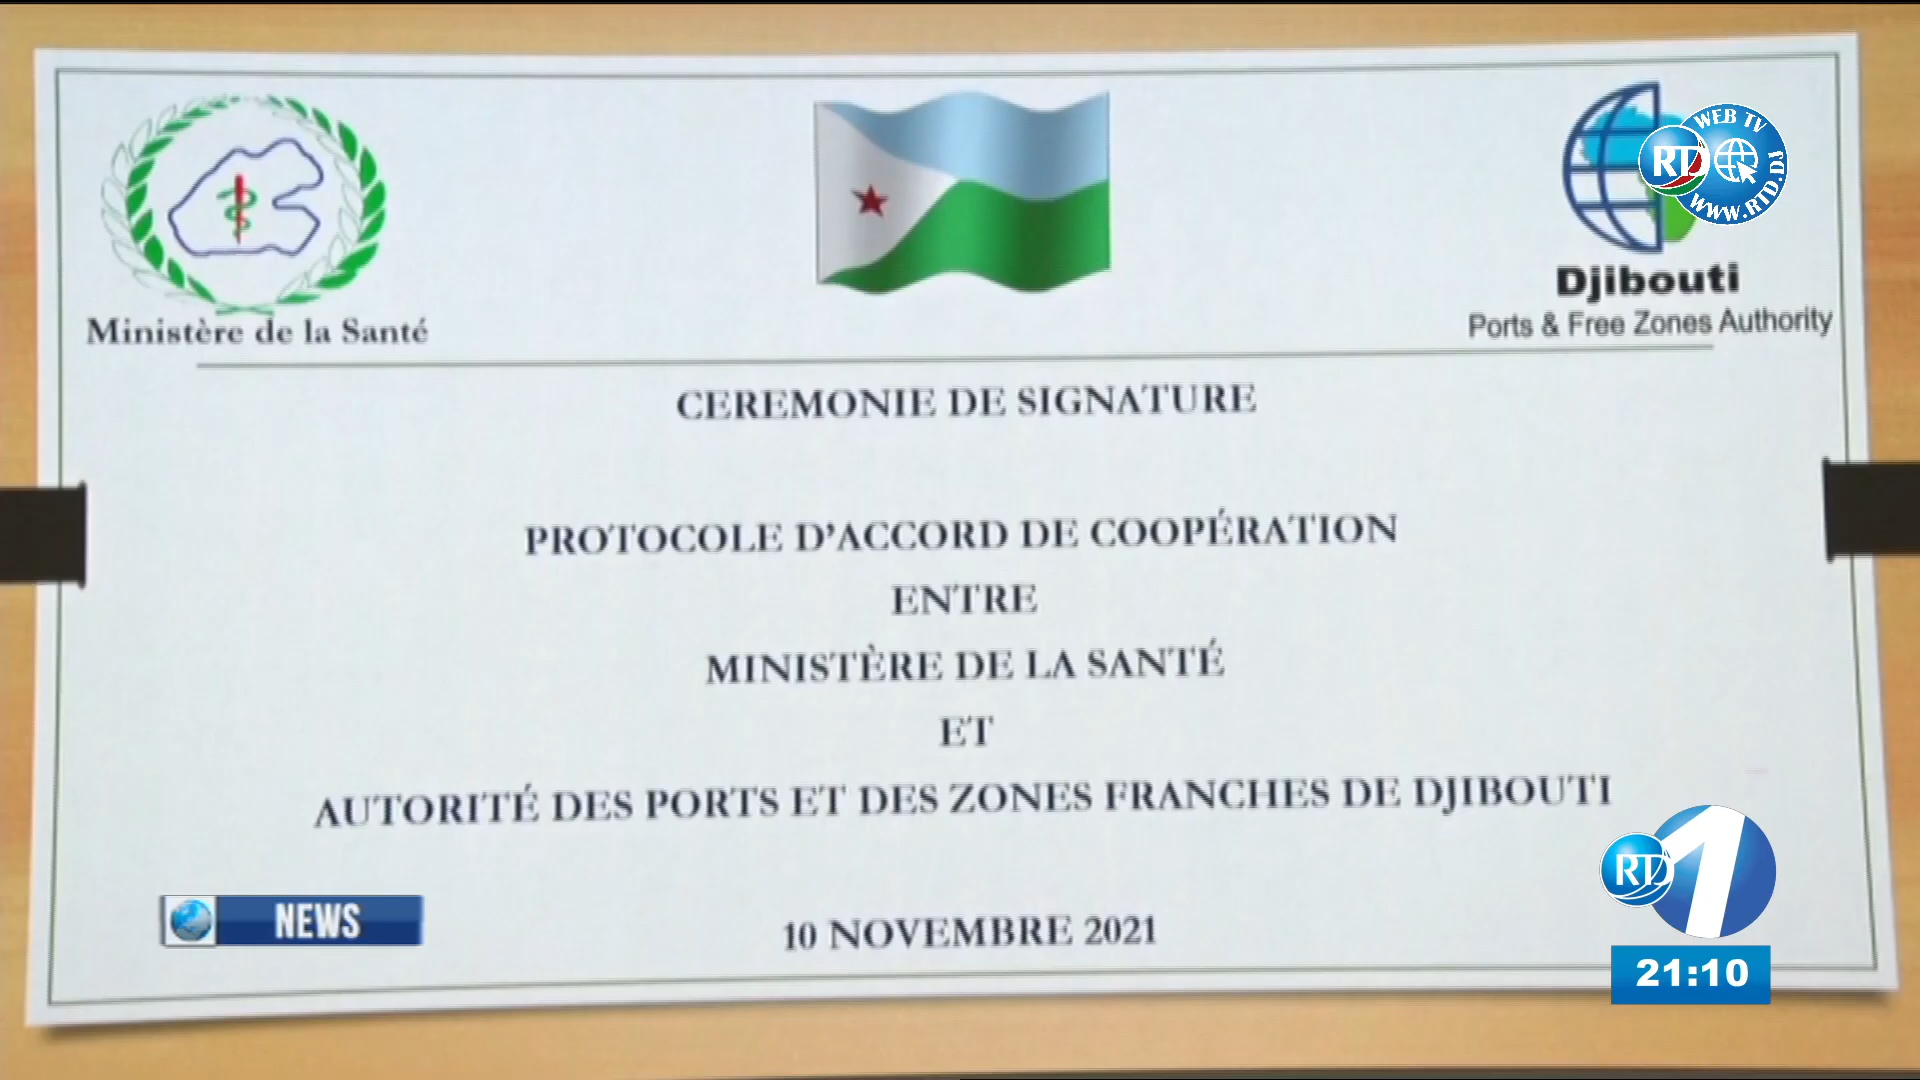 WEB TV
RTD
WWW.RTD.DJ
Ministère de la Santé
Djibouti
Ports & Free Zones Authority
CEREMONIE DE SIGNATURE
PROTOCOLE D'ACCORD DE COOPÉRATION
ENTRE
MINISTÈRE DE LA SANTÉ
ET
AUTORITÉ DES PORTS ET DES ZONES FRANCHES DE DJIBOUTI
10 NOVEMBRE 2021
NEWS
RTD 1
21:10